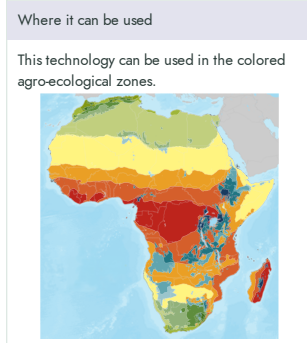 Where it can be used
This technology can be used in the colored
agro-ecological zones.